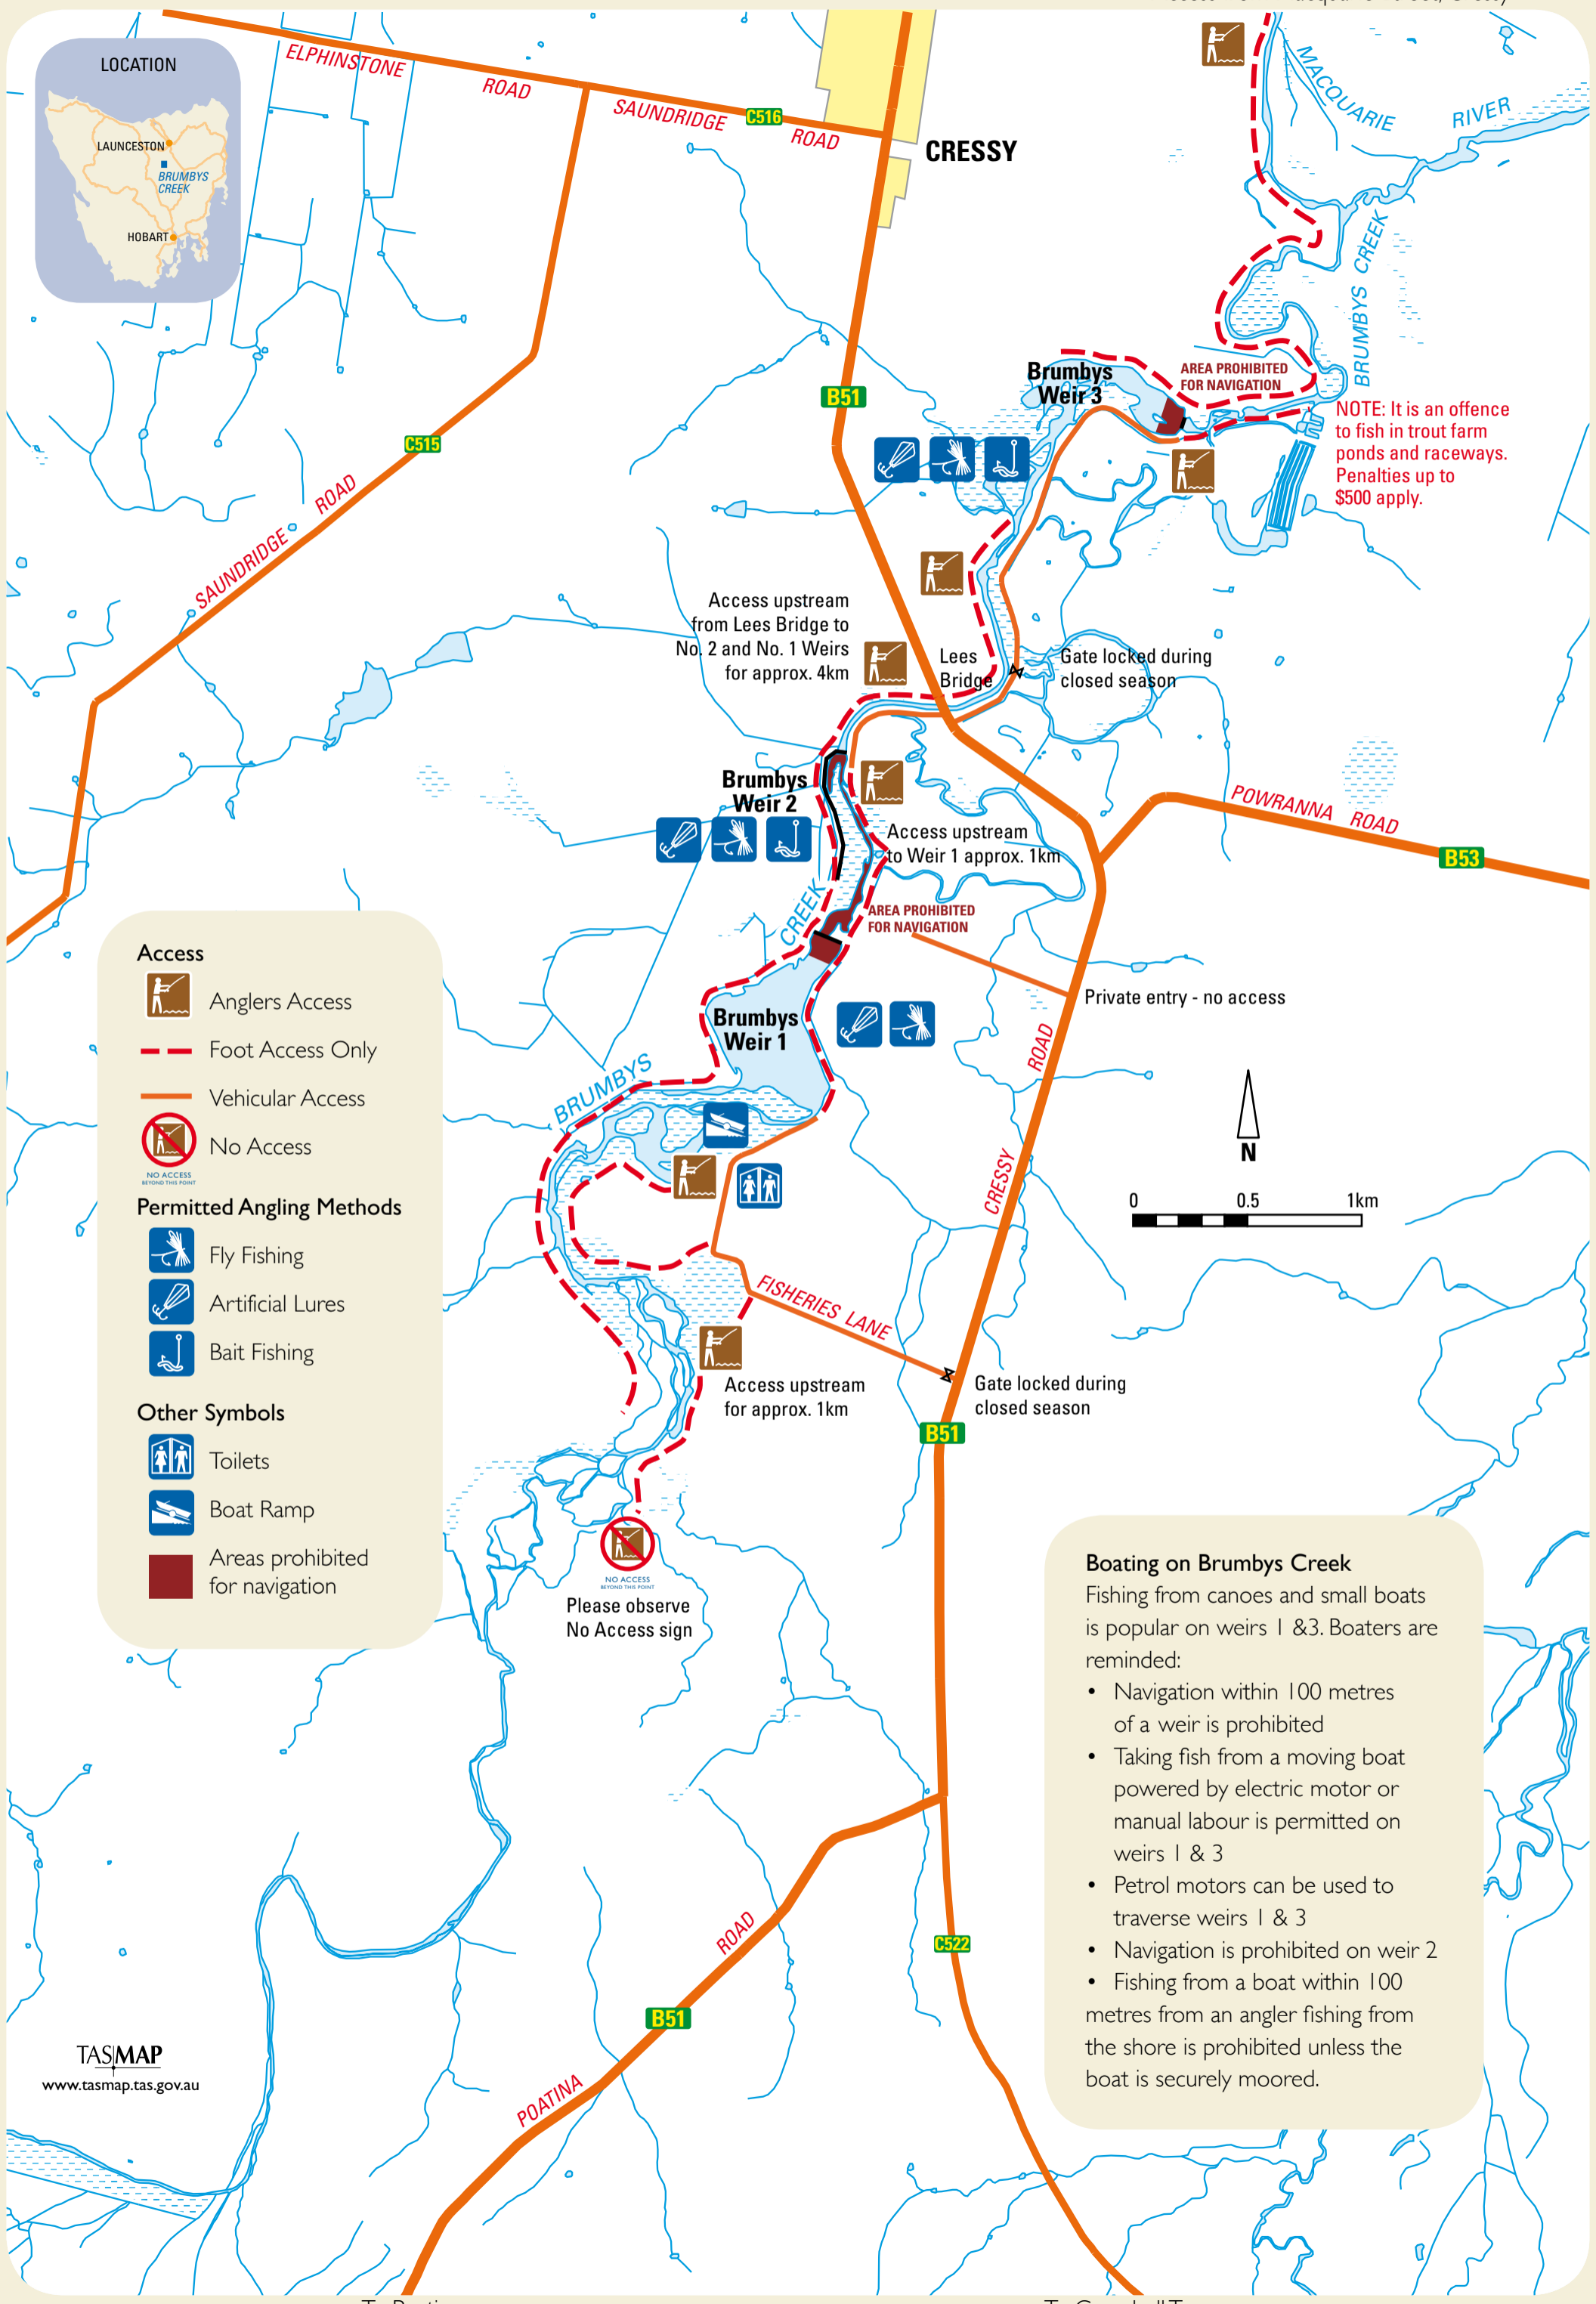 LOCATION
LAUNCESTON
BRUMBYS
CREEK
HOBART
ELPHINSTONE
ROAD
SAUNDRIDGE
C516
ROAD
CRESSY
MACQUARIE
RIVER
BRUMBYS CREEK
B51
C515
SAUNDRIDGE ROAD
Brumbys
Weir 3
AREA PROHIBITED
FOR NAVIGATION
NOTE: It is an offence
to fish in trout farm
ponds and raceways.
Penalties up to
$500 apply.
Access upstream
from Lees Bridge to
No. 2 and No. 1 Weirs
for approx. 4km
Lees
Bridge
Gate locked during
closed season
Brumbys
Weir 2
Access upstream
to Weir 1 approx. 1km
POWRANNA ROAD
B53
CREEK
AREA PROHIBITED
FOR NAVIGATION
Private entry - no access
Brumbys
Weir 1
BRUMBYS
ROAD
CRESSY
N
0 0.5 1km
FISHERIES LANE
Access upstream
for approx. 1km
Gate locked during
closed season
B51
NO ACCESS
BEYOND THIS POINT
Please observe
No Access sign
Access
Anglers Access
Foot Access Only
Vehicular Access
No Access
NO ACCESS
BEYOND THIS POINT
Permitted Angling Methods
Fly Fishing
Artificial Lures
Bait Fishing
Other Symbols
Toilets
Boat Ramp
Areas prohibited
for navigation
Boating on Brumbys Creek
Fishing from canoes and small boats
is popular on weirs 1 &3. Boaters are
reminded:
• Navigation within 100 metres
of a weir is prohibited
• Taking fish from a moving boat
powered by electric motor or
manual labour is permitted on
weirs 1 & 3
• Petrol motors can be used to
traverse weirs 1 & 3
• Navigation is prohibited on weir 2
• Fishing from a boat within 100
metres from an angler fishing from
the shore is prohibited unless the
boat is securely moored.
C522
ROAD
B51
POATINA
TASMAP
www.tasmap.tas.gov.au